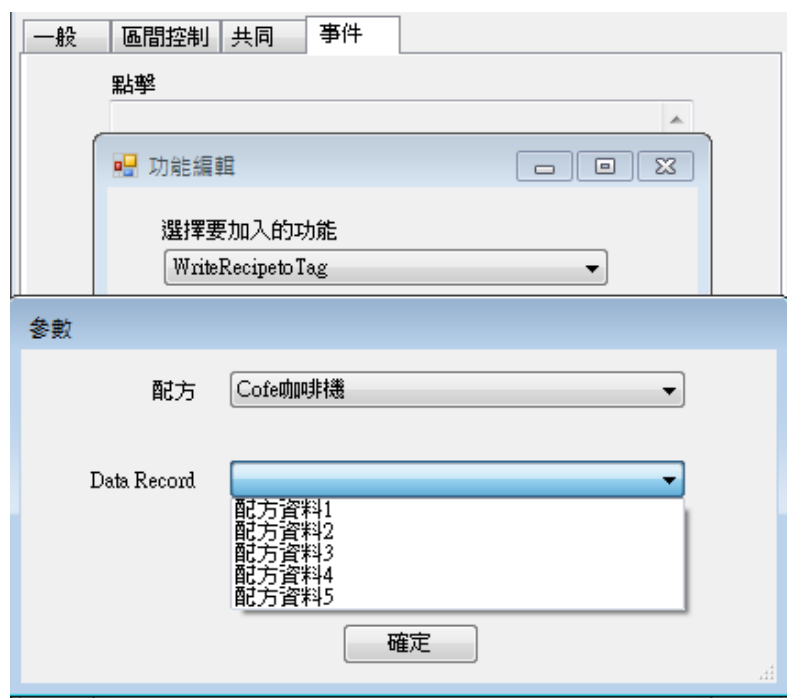 一般 區間控制 共同 事件
點擊
功能編輯
選擇要加入的功能
WriteRecipetoTag
參數
配方 Cofe咖啡機
Data Record
配方資料1
配方資料2
配方資料3
配方資料4
配方資料5
確定